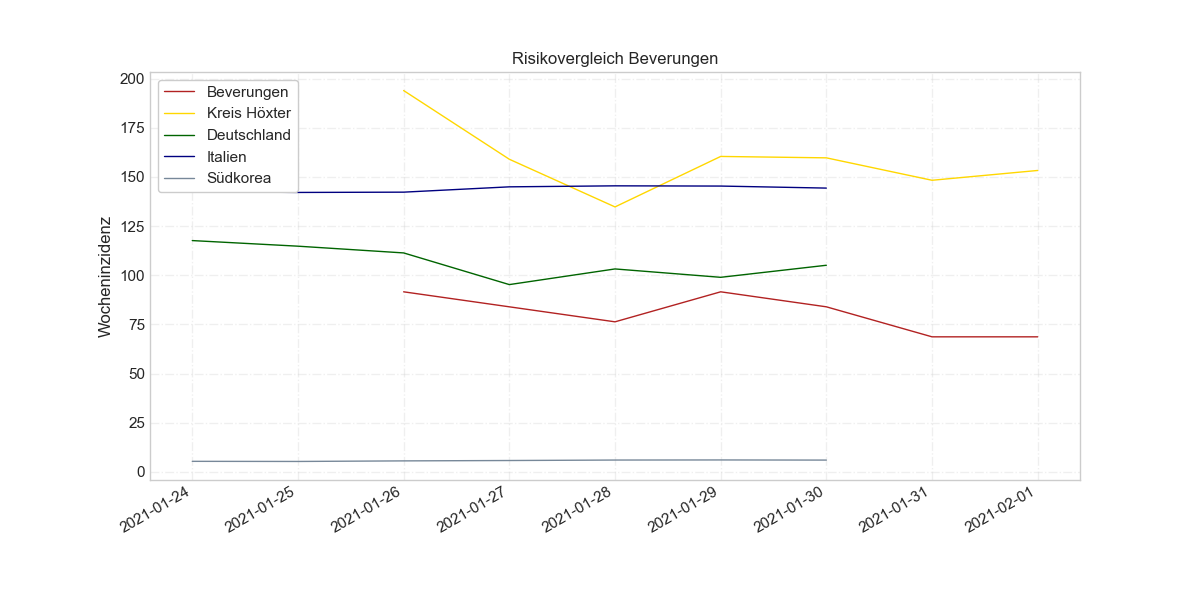 Risikovergleich Beverungen
Beverungen
Kreis Höxter
Deutschland
Italien
Südkorea
Wocheninzidenz
200
175
150
125
100
75
50
25
0
2021-01-24
2021-01-25
2021-01-26
2021-01-27
2021-01-28
2021-01-29
2021-01-30
2021-01-31
2021-02-01